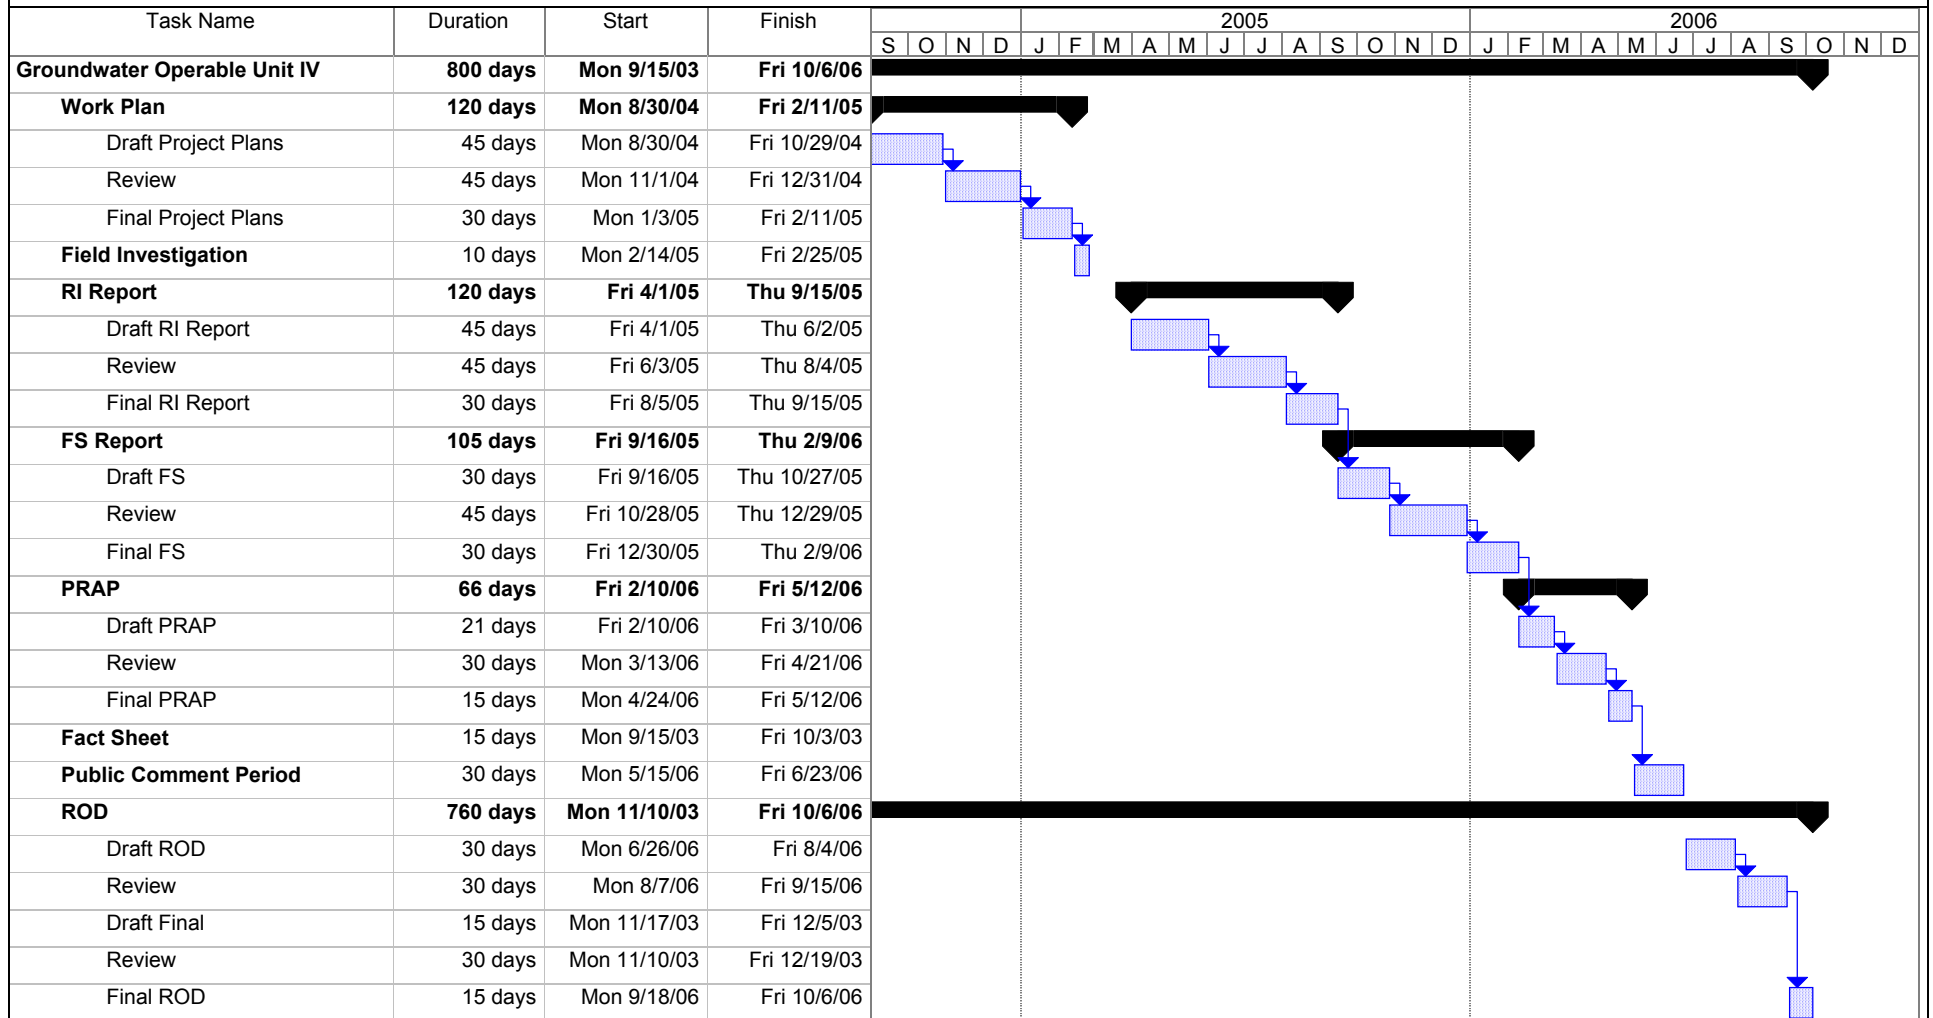 Task Name Duration Start Finish 2005 2006
S O N D J F M A M J J A S O N D J F M A M J J A S O N D
Groundwater Operable Unit IV 800 days Mon 9/15/03 Fri 10/6/06
Work Plan 120 days Mon 8/30/04 Fri 2/11/05
Draft Project Plans 45 days Mon 8/30/04 Fri 10/29/04
Review 45 days Mon 11/1/04 Fri 12/31/04
Final Project Plans 30 days Mon 1/3/05 Fri 2/11/05
Field Investigation 10 days Mon 2/14/05 Fri 2/25/05
RI Report 120 days Fri 4/1/05 Thu 9/15/05
Draft RI Report 45 days Fri 4/1/05 Thu 6/2/05
Review 45 days Fri 6/3/05 Thu 8/4/05
Final RI Report 30 days Fri 8/5/05 Thu 9/15/05
FS Report 105 days Fri 9/16/05 Thu 2/9/06
Draft FS 30 days Fri 9/16/05 Thu 10/27/05
Review 45 days Fri 10/28/05 Thu 12/29/05
Final FS 30 days Fri 12/30/05 Thu 2/9/06
PRAP 66 days Fri 2/10/06 Fri 5/12/06
Draft PRAP 21 days Fri 2/10/06 Fri 3/10/06
Review 30 days Mon 3/13/06 Fri 4/21/06
Final PRAP 15 days Mon 4/24/06 Fri 5/12/06
Fact Sheet 15 days Mon 9/15/03 Fri 10/3/03
Public Comment Period 30 days Mon 5/15/06 Fri 6/23/06
ROD 760 days Mon 11/10/03 Fri 10/6/06
Draft ROD 30 days Mon 6/26/06 Fri 8/4/06
Review 30 days Mon 8/7/06 Fri 9/15/06
Draft Final 15 days Mon 11/17/03 Fri 12/5/03
Review 30 days Mon 11/10/03 Fri 12/19/03
Final ROD 15 days Mon 9/18/06 Fri 10/6/06